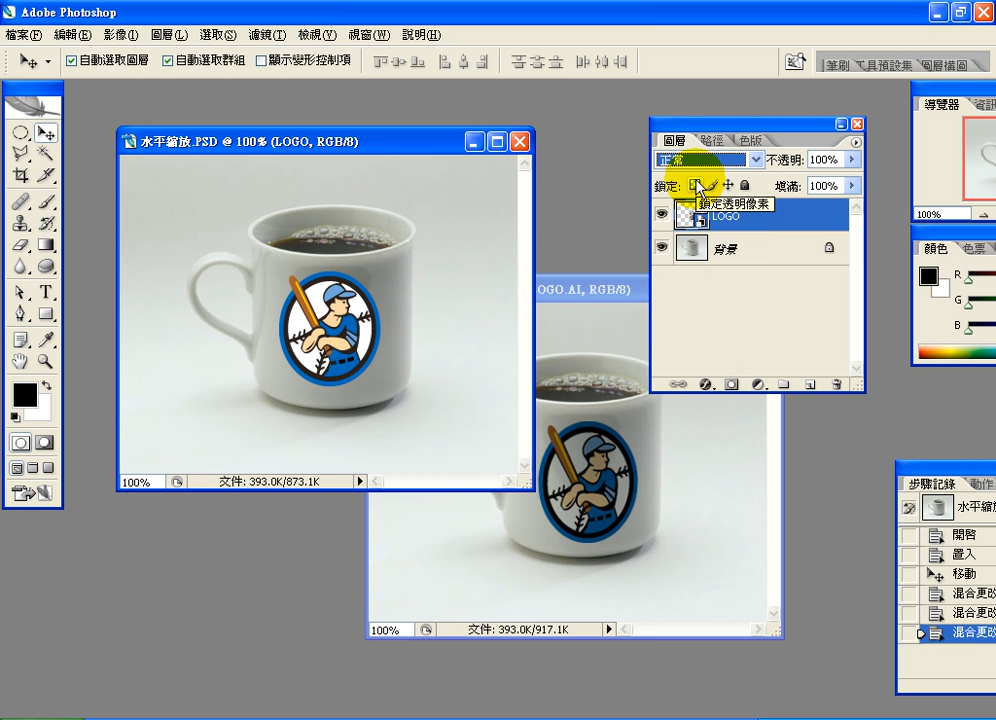 Adobe Photoshop
檔案(F) 編輯(E) 影像(I) 圖層(L) 選取(S) 濾鏡(T) 檢視(V) 視窗(W) 說明(H)
自動選取圖層 自動選取群組 顯示變形控制項
筆刷 工具預設集 圖層構圖
水平縮放.PSD @ 100% (LOGO, RGB/8)
100% 文件: 393.0K/873.1K
OGO.AI, RGB/8)
100% 文件: 393.0K/917.1K
圖層 路徑 色版
正常 不透明: 100%
鎖定: 填滿: 100%
鎖定透明像素
LOGO
背景
導覽器 資訊
100%
顏色 色票
R
G
B
步驟記錄 動作
水平縮放
開啟
置入
移動
混合更改
混合更改
混合更改